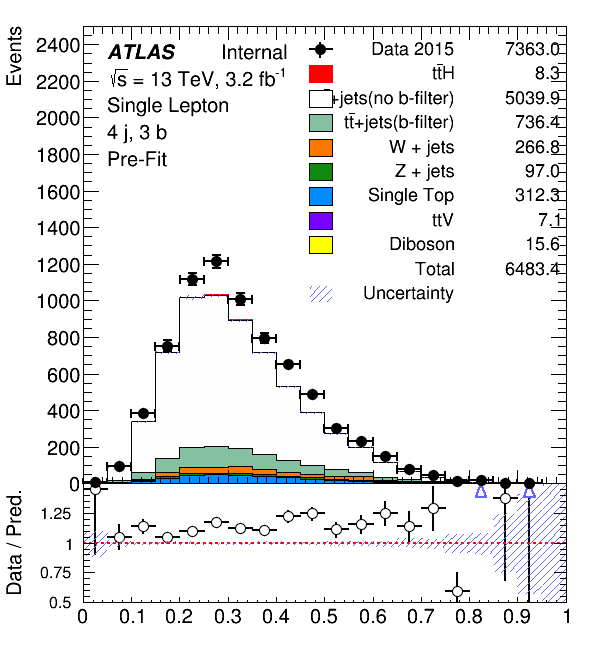 Events
2400
2200
2000
1800
1600
1400
1200
1000
800
600
400
200
0
ATLAS Internal
√s = 13 TeV, 3.2 fb⁻¹
Single Lepton
4 j, 3 b
Pre-Fit
Data 2015 7363.0
tt̄H 8.3
+jets(no b-filter) 5039.9
tt̄+jets(b-filter) 736.4
W + jets 266.8
Z + jets 97.0
Single Top 312.3
ttV 7.1
Diboson 15.6
Total 6483.4
Uncertainty
Data / Pred.
1.25
1
0.75
0.5
0 0.1 0.2 0.3 0.4 0.5 0.6 0.7 0.8 0.9 1